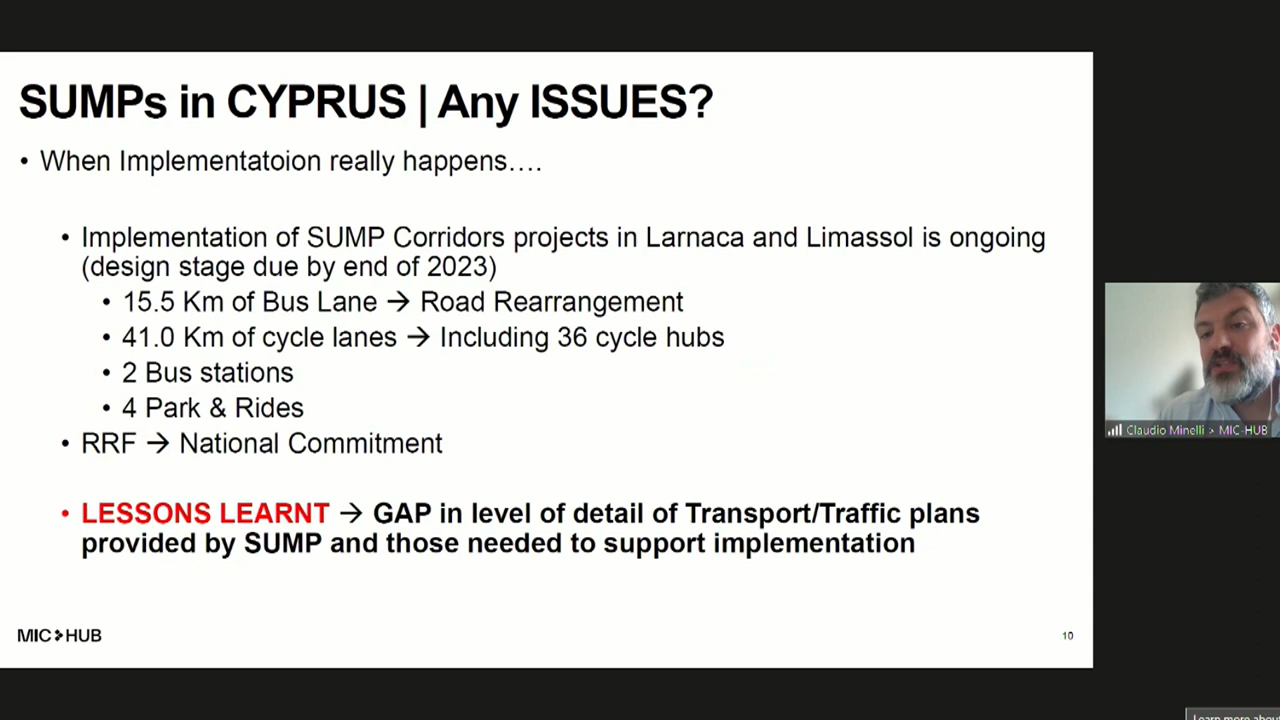 SUMPs in CYPRUS | Any ISSUES?
• When Implementatoion really happens….
• Implementation of SUMP Corridors projects in Larnaca and Limassol is ongoing
(design stage due by end of 2023)
• 15.5 Km of Bus Lane → Road Rearrangement
• 41.0 Km of cycle lanes → Including 36 cycle hubs
• 2 Bus stations
• 4 Park & Rides
• RRF → National Commitment
• LESSONS LEARNT → GAP in level of detail of Transport/Traffic plans
provided by SUMP and those needed to support implementation
MIC>HUB
10
Claudio Minelli > MIC-HUB
Learn more about